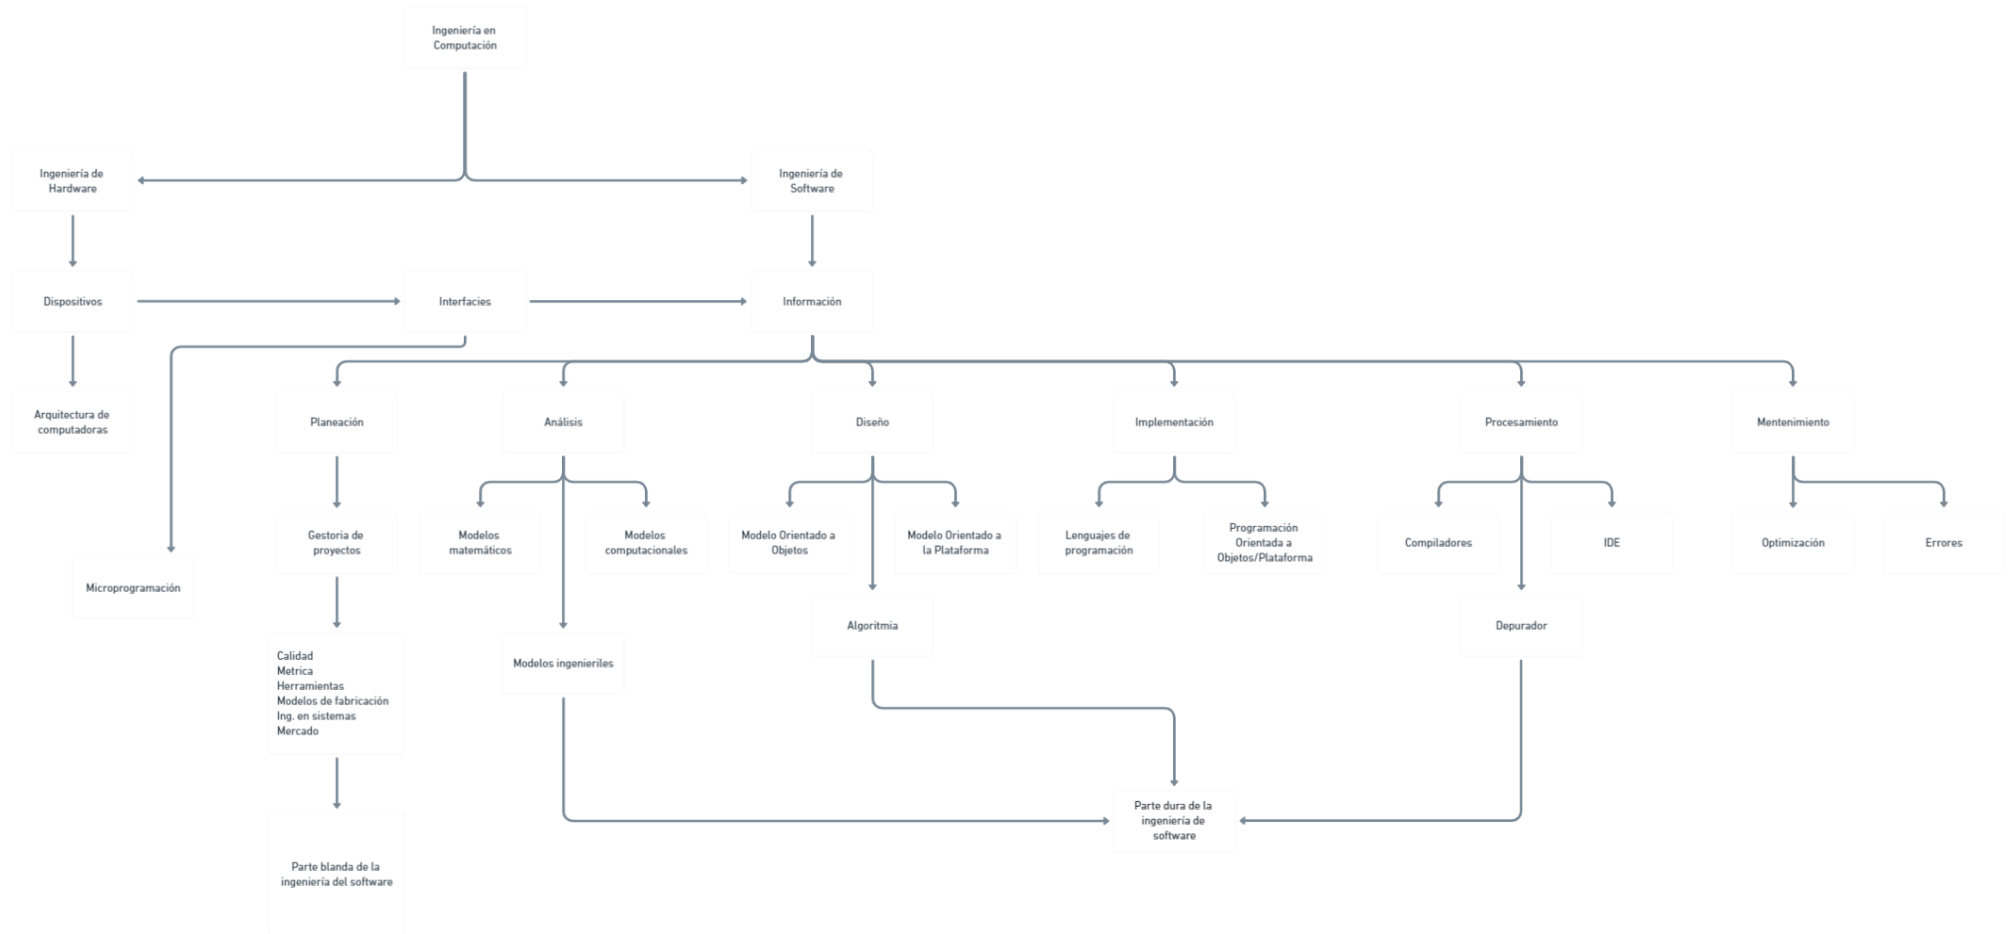 Ingeniería en
Computación
Ingeniería de
Hardware
Ingeniería de
Software
Dispositivos
Interfacies
Información
Arquitectura de
computadoras
Planeación
Análisis
Diseño
Implementación
Procesamiento
Mentenimiento
Gestoria de
proyectos
Modelos
matemáticos
Modelos
computacionales
Modelo Orientado a
Objetos
Modelo Orientado a
la Plataforma
Lenguajes de
programación
Programación
Orientada a
Objetos/Plataforma
Compiladores
IDE
Optimización
Errores
Microprogramación
Algoritmia
Depurador
Calidad
Metrica
Herramientas
Modelos de fabricación
Ing. en sistemas
Mercado
Modelos ingenieriles
Parte dura de la
ingeniería de
software
Parte blanda de la
ingeniería del software